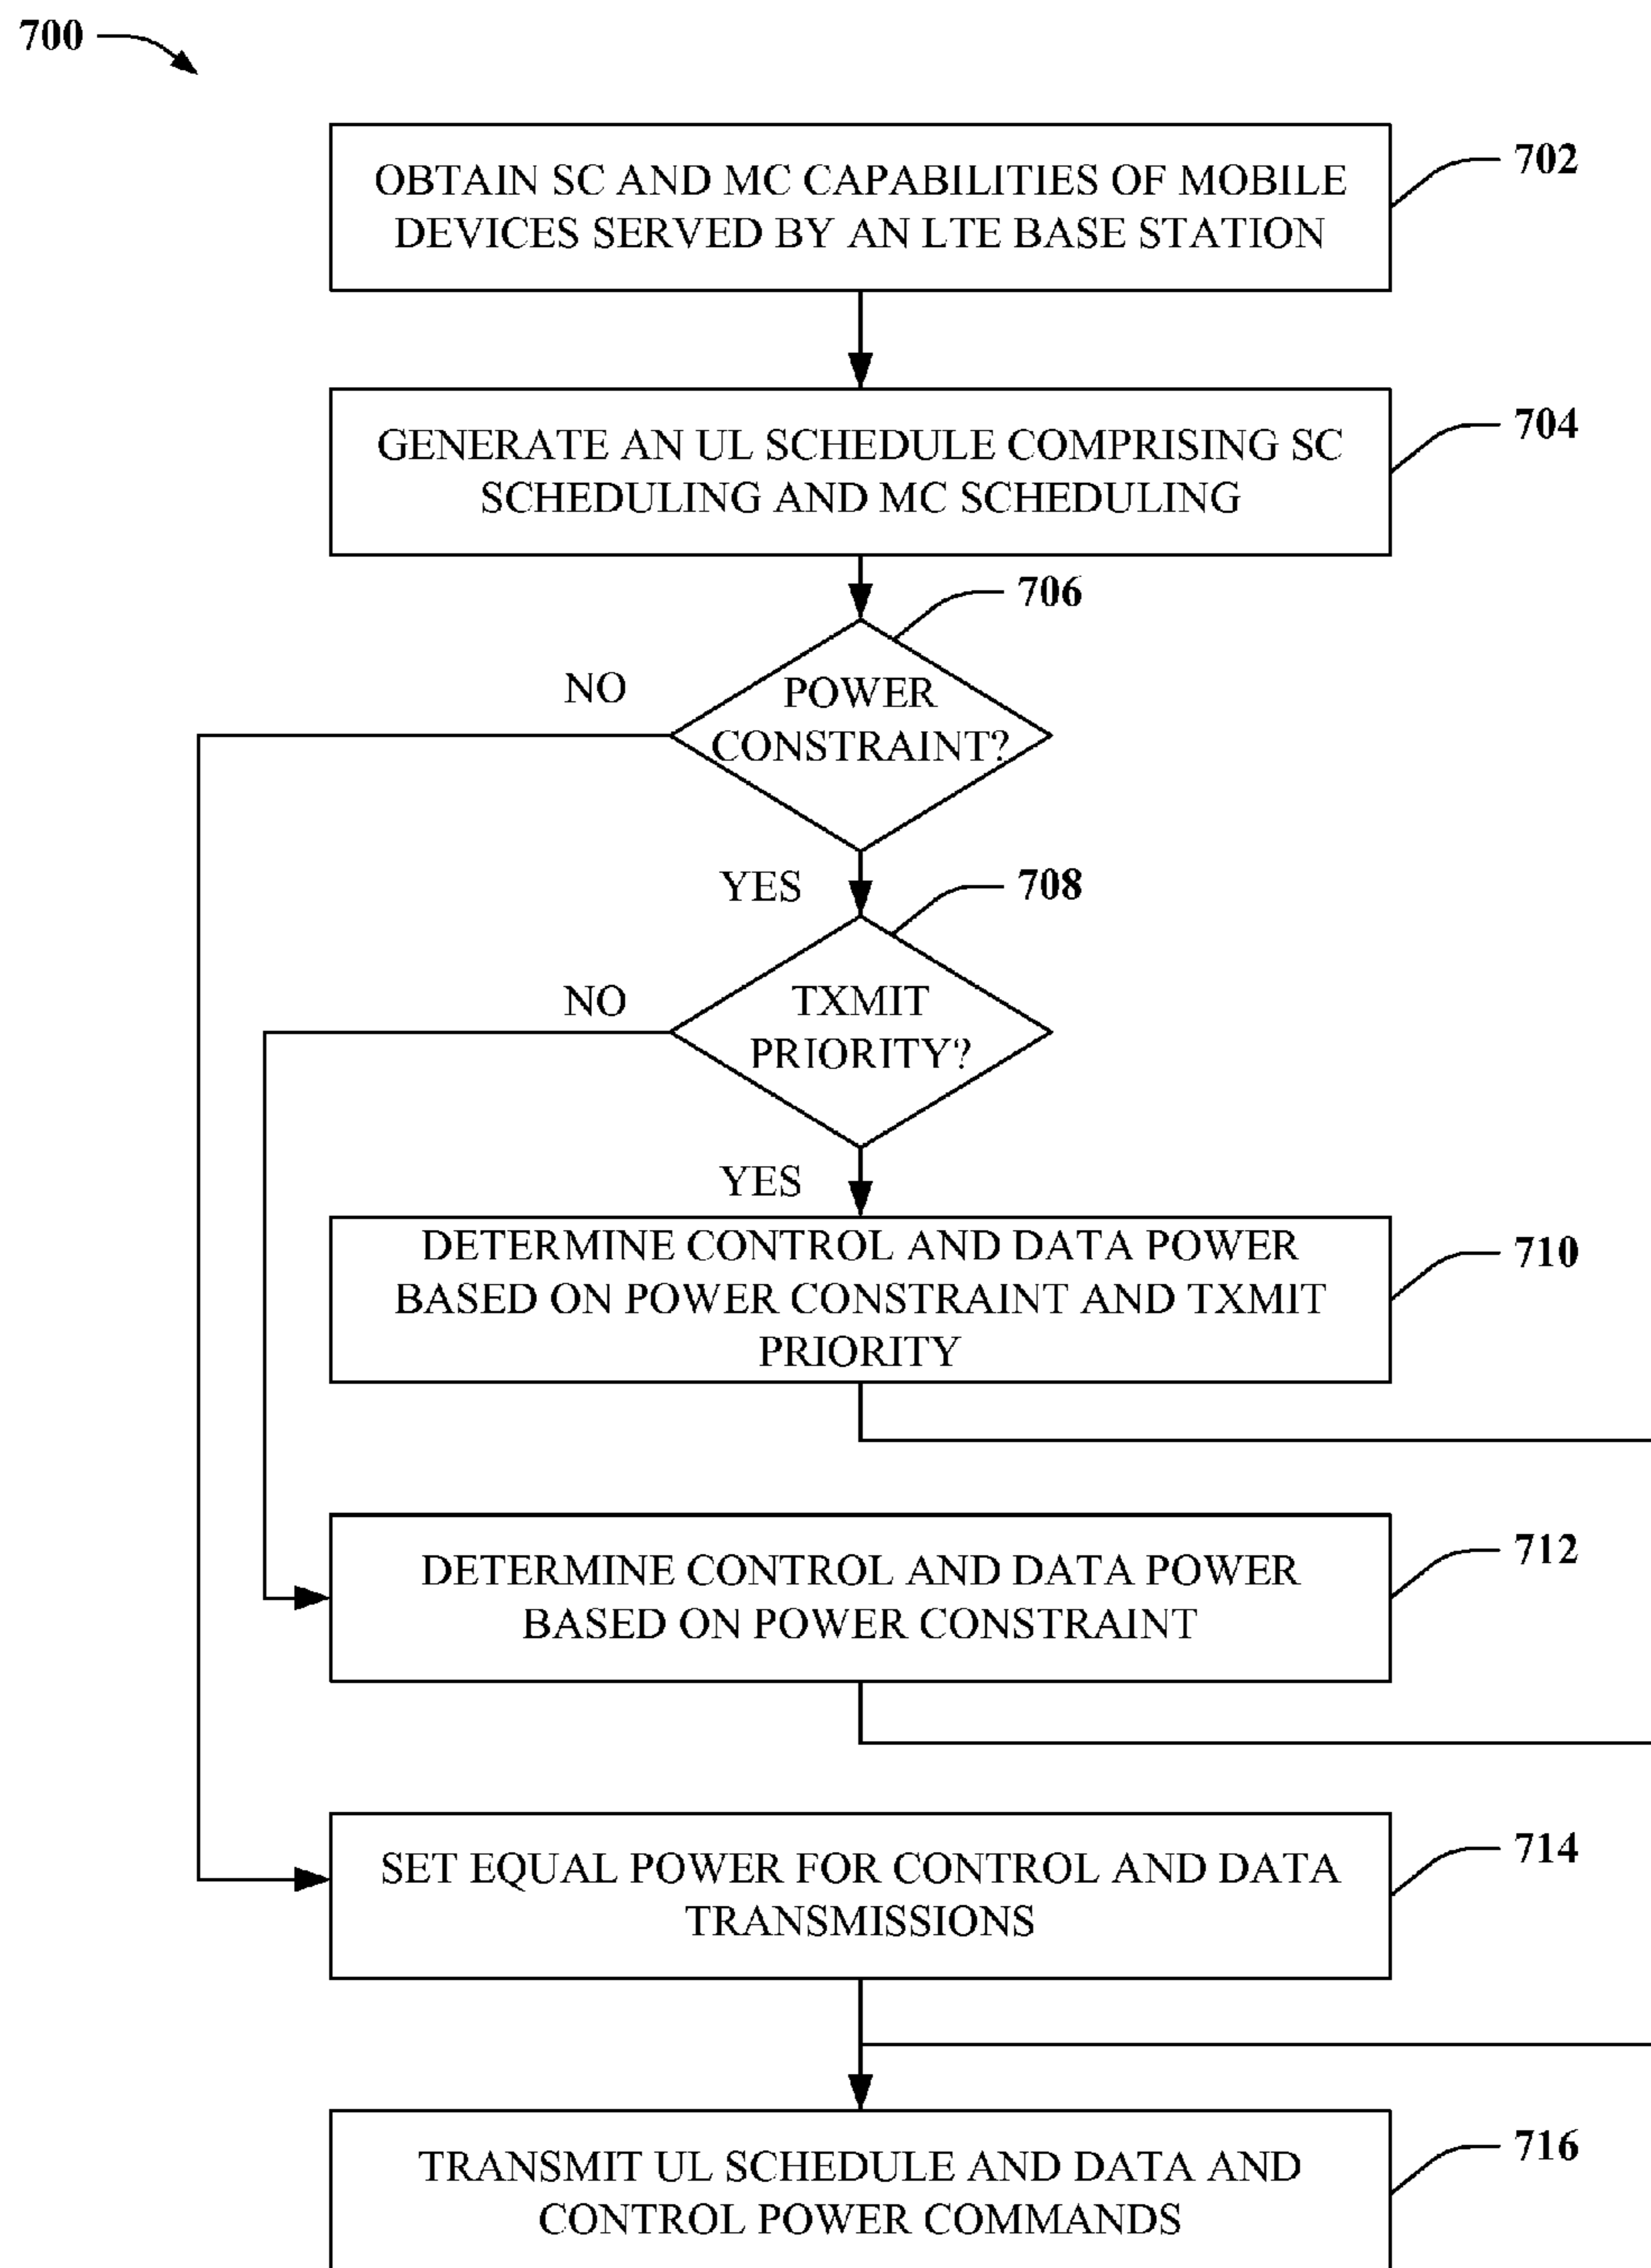 700
OBTAIN SC AND MC CAPABILITIES OF MOBILE
DEVICES SERVED BY AN LTE BASE STATION
702
GENERATE AN UL SCHEDULE COMPRISING SC
SCHEDULING AND MC SCHEDULING
704
706
NO
POWER
CONSTRAINT?
YES
708
NO
TXMIT
PRIORITY?
YES
DETERMINE CONTROL AND DATA POWER
BASED ON POWER CONSTRAINT AND TXMIT
PRIORITY
710
DETERMINE CONTROL AND DATA POWER
BASED ON POWER CONSTRAINT
712
SET EQUAL POWER FOR CONTROL AND DATA
TRANSMISSIONS
714
TRANSMIT UL SCHEDULE AND DATA AND
CONTROL POWER COMMANDS
716